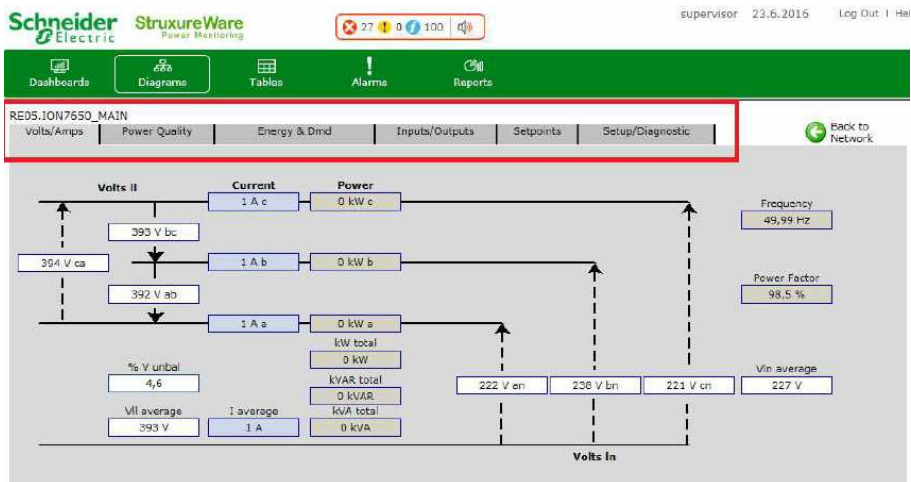 Schneider Electric StruxureWare Power Monitoring 27 0 100 supervisor 23.6.2016 Log Out | Hel
Dashboards Diagrams Tables Alarms Reports
RE05.ION7650_MAIN
Volts/Amps Power Quality Energy & Dmd Inputs/Outputs Setpoints Setup/Diagnostic Back to Network
Volts ll Current Power
1 A c 0 kW c
Frequency
393 V bc 49,99 Hz
394 V ca 1 A b 0 kW b
Power Factor
392 V ab 98,5 %
1 A a 0 kW a
kW total
0 kW
% V unbal kVAR total Vln average
4,6 0 kVAR 222 V an 238 V bn 221 V cn 227 V
Vll average I average kVA total
393 V 1 A 0 kVA
Volts ln